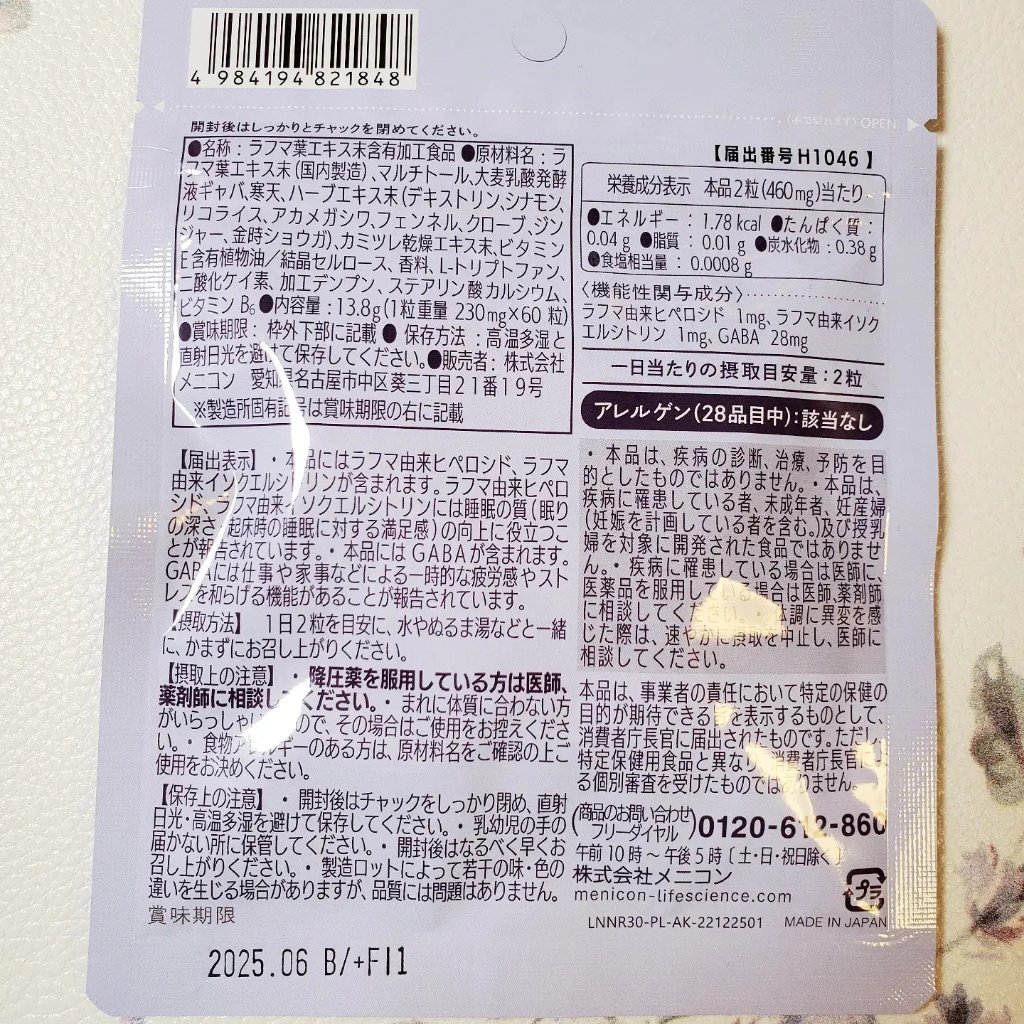 4 984194 821848
〈手で切れます〉OPEN
開封後はしっかりとチャックを閉めてください。
●名称：ラフマ葉エキス末含有加工食品 ●原材料名：ラ
フマ葉エキス末(国内製造)、マルチトール、大麦乳酸発酵
液ギャバ、寒天、ハーブエキス末(デキストリン、シナモン、
リコライス、アカメガシワ、フェンネル、クローブ、ジン
ジャー、金時ショウガ)、カミツレ乾燥エキス末、ビタミン
E含有植物油／結晶セルロース、香料、L-トリプトファン、
二酸化ケイ素、加工デンプン、ステアリン酸カルシウム、
ビタミン B₆ ●内容量：13.8g(1粒重量 230mg×60 粒)
●賞味期限：枠外下部に記載 ● 保存方法：高温多湿と
直射日光を避けて保存してください。●販売者：株式会社
メニコン 愛知県名古屋市中区葵三丁目21番19号
※製造所固有記号は賞味期限の右に記載
【届出表示】・本品にはラフマ由来ヒペロシド、ラフマ
由来イソクエルシトリンが含まれます。ラフマ由来ヒペロ
シド、ラフマ由来イソクエルシトリンには睡眠の質(眠り
の深さ、起床時の睡眠に対する満足感)の向上に役立つこ
とが報告されています。・本品には GABAが含まれます。
GABAには仕事や家事などによる一時的な疲労感やスト
レスを和らげる機能があることが報告されています。
【摂取方法】 1日2粒を目安に、水やぬるま湯などと一緒
に、かまずにお召し上がりください。
【摂取上の注意】・降圧薬を服用している方は医師、
薬剤師に相談してください。・まれに体質に合わない方
がいらっしゃいますので、その場合はご使用をお控えくださ
い。・食物アレルギーのある方は、原材料名をご確認の上ご
使用をお決めください。
【保存上の注意】・開封後はチャックをしっかり閉め、直射
日光・高温多湿を避けて保存してください。・乳幼児の手の
届かない所に保管してください。・開封後はなるべく早くお
召し上がりください。・製造ロットによって若干の味・色の
違いを生じる場合がありますが、品質には問題はありません。
賞味期限
2025.06 B/+F11
【届出番号H1046】
栄養成分表示 本品2粒(460mg)当たり
●エネルギー：1.78 kcal ●たんぱく質：
0.04 g ●脂質：0.01 g ●炭水化物：0.38 g
●食塩相当量：0.0008 g
〈機能性関与成分〉
ラフマ由来ヒペロシド 1mg、ラフマ由来イソク
エルシトリン 1mg、GABA 28mg
一日当たりの摂取目安量：2粒
アレルゲン(28品目中)：該当なし
・本品は、疾病の診断、治療、予防を目
的としたものではありません。・本品は、
疾病に罹患している者、未成年者、妊産婦
(妊娠を計画している者を含む。)及び授乳
婦を対象に開発された食品ではありませ
ん。・疾病に罹患している場合は医師に、
医薬品を服用している場合は医師、薬剤師
に相談してください。・体調に異変を感
じた際は、速やかに摂取を中止し、医師に
相談してください。
本品は、事業者の責任において特定の保健の
目的が期待できる旨を表示するものとして、
消費者庁長官に届出されたものです。ただし、
特定保健用食品と異なり、消費者庁長官によ
る個別審査を受けたものではありません。
(商品のお問い合わせ フリーダイヤル)0120-612-860
午前10時～午後5時〔土・日・祝日除く〕
株式会社メニコン
menicon-lifescience.com
プラ
LNNR30-PL-AK-22122501 MADE IN JAPAN